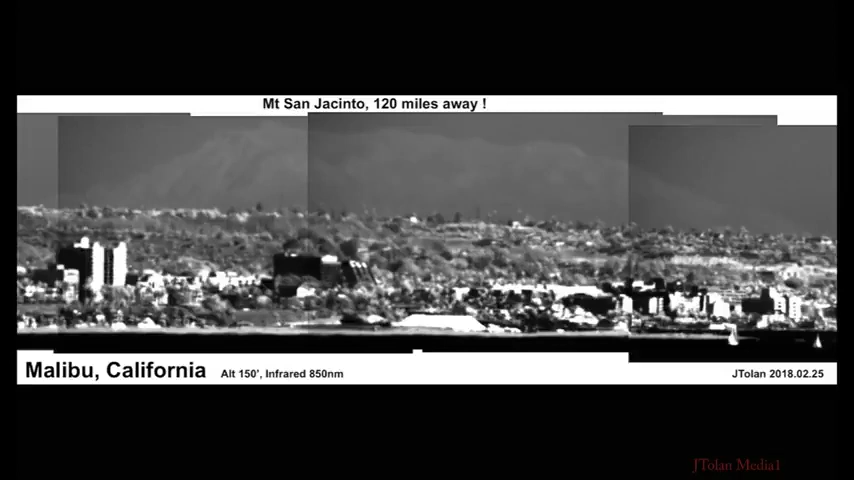 Mt San Jacinto, 120 miles away !
Malibu, California
Alt 150', Infrared 850nm
JTolan 2018.02.25
JTolan Media1